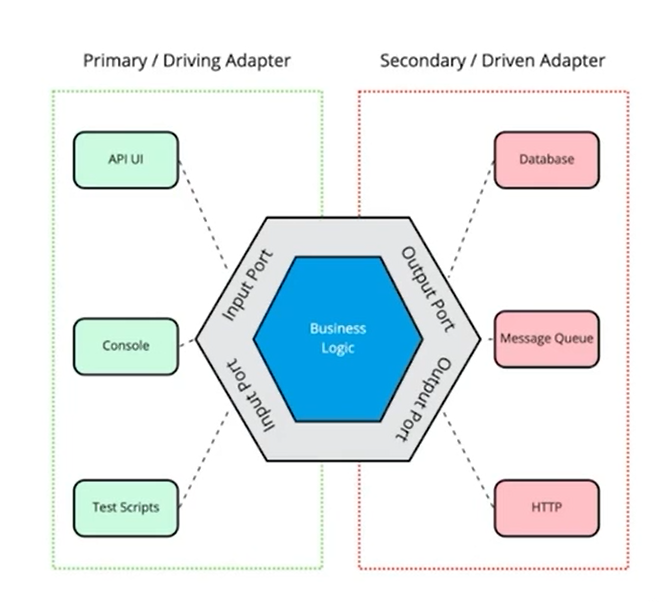 Primary / Driving Adapter
Secondary / Driven Adapter
API UI
Database
Input Port
Output Port
Business
Logic
Console
Message Queue
Input Port
Output Port
Test Scripts
HTTP